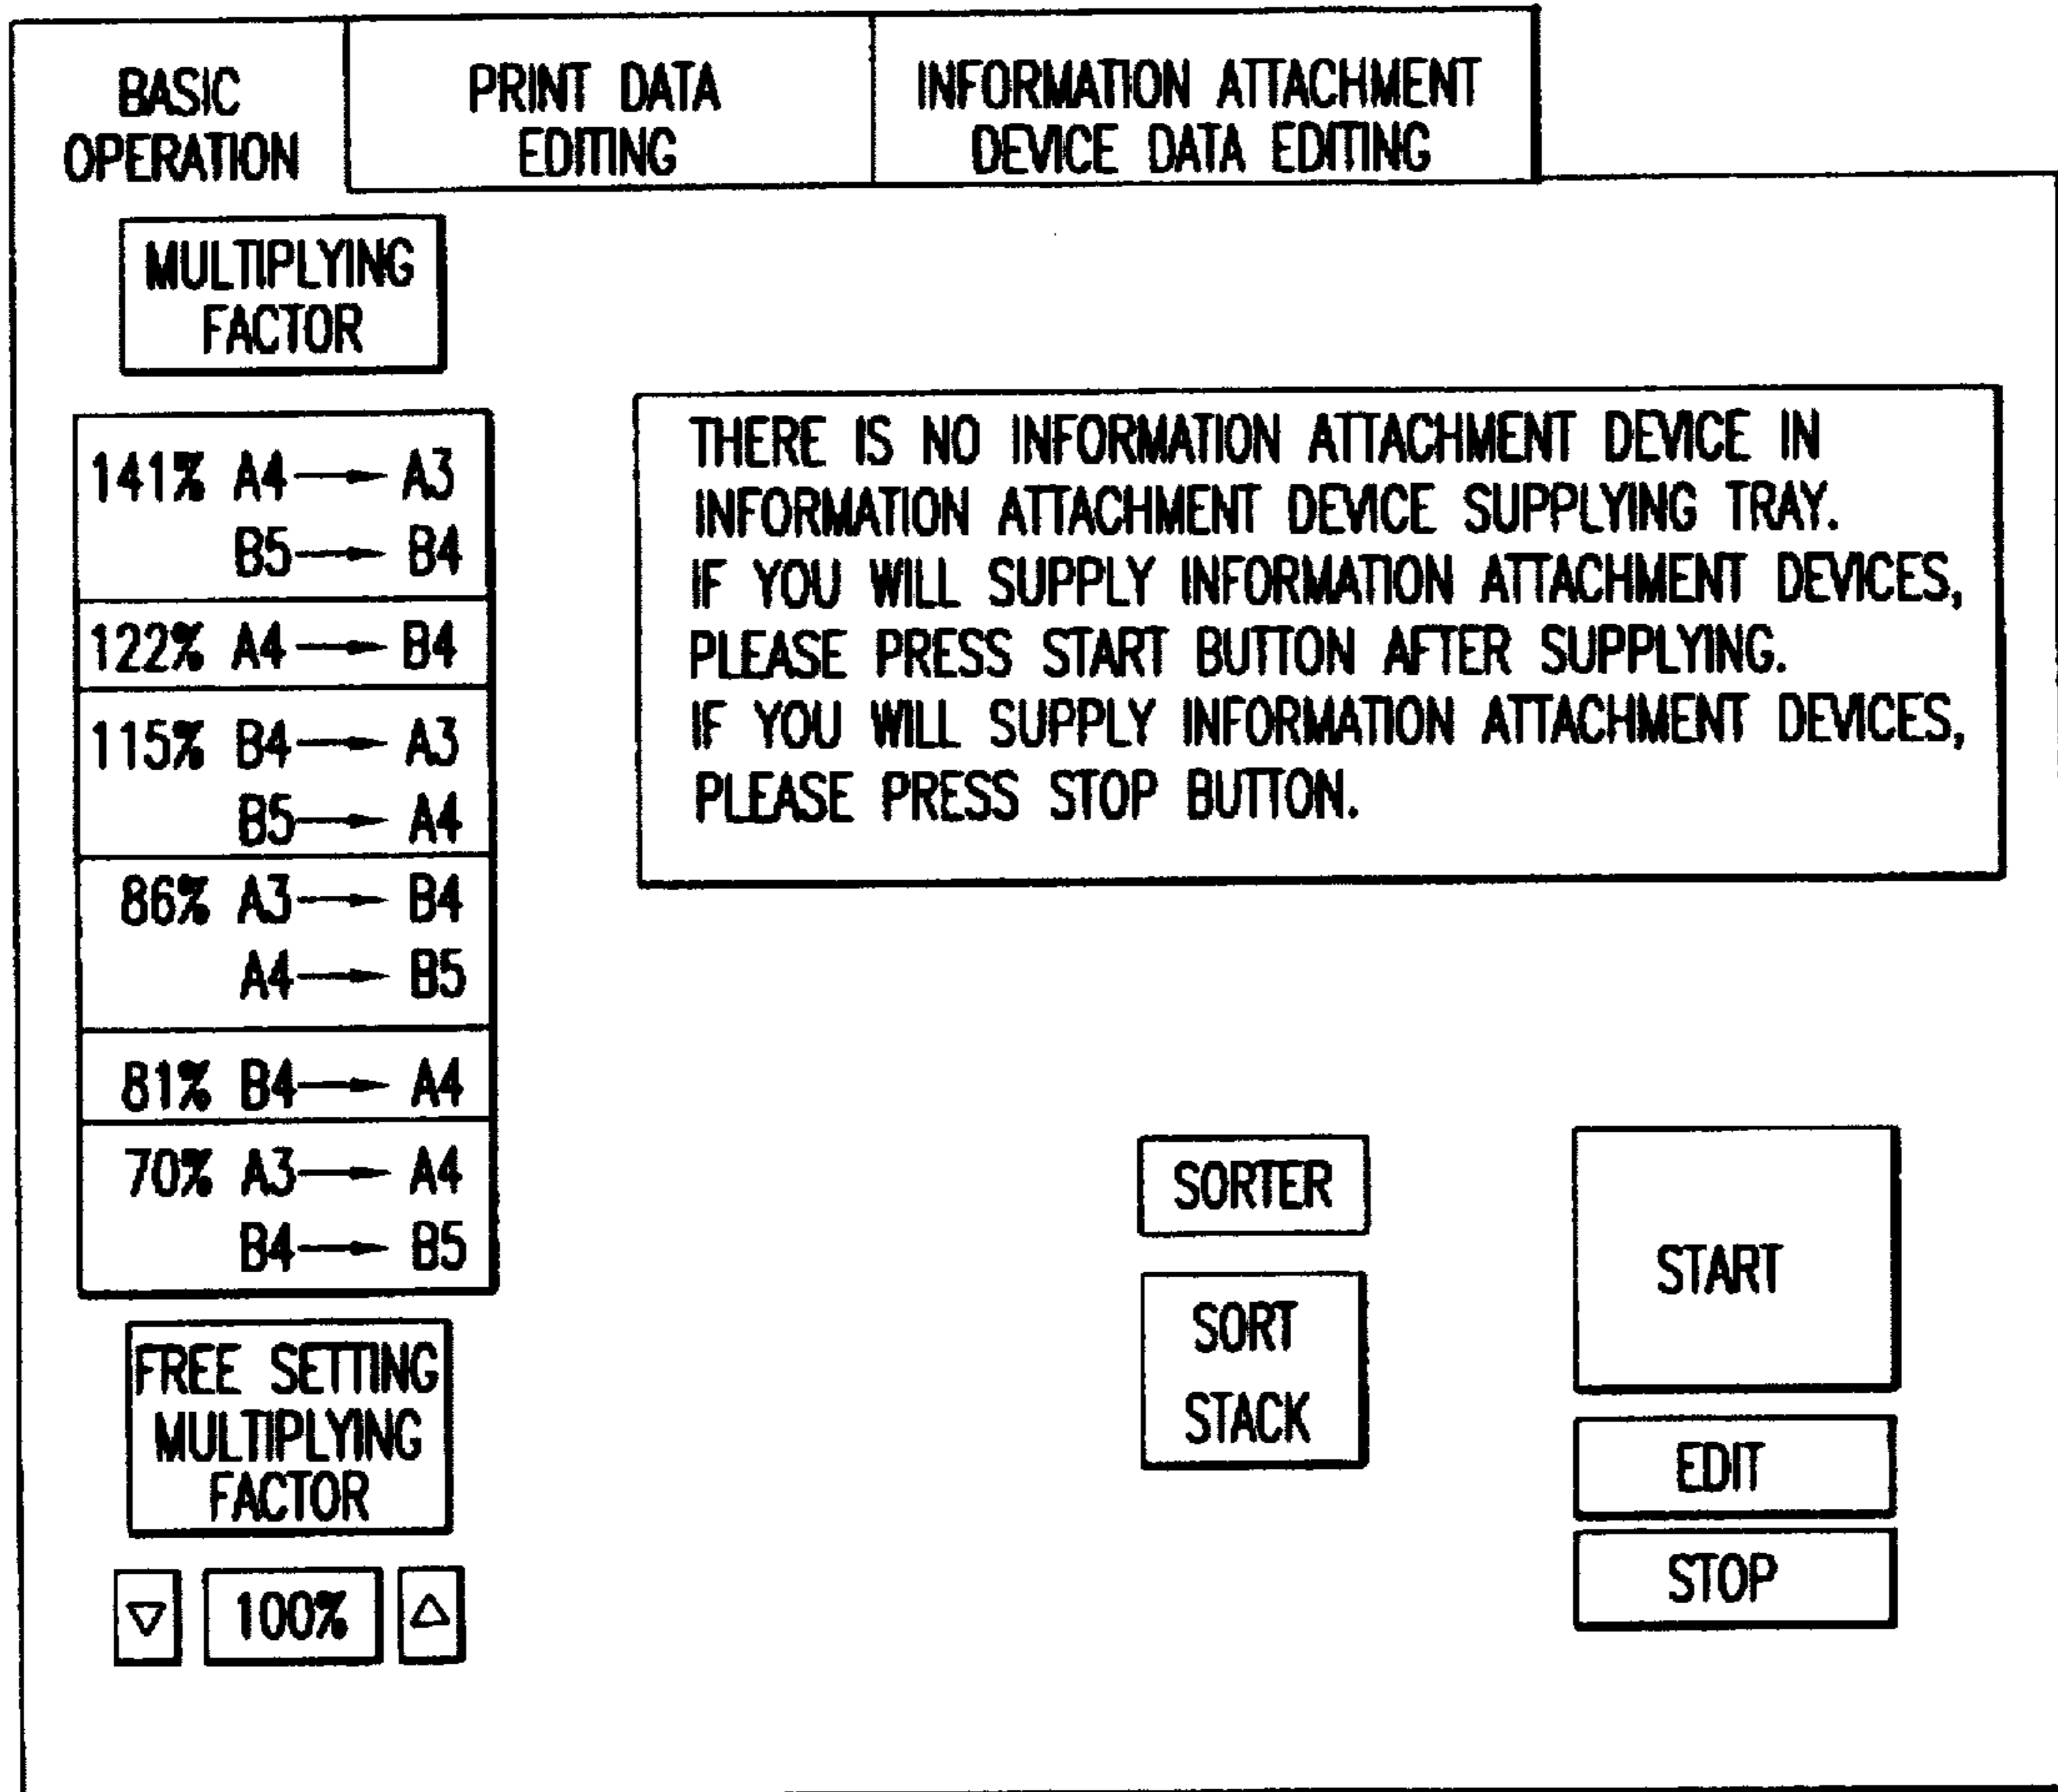 BASIC
OPERATION
PRINT DATA
EDITING
INFORMATION ATTACHMENT
DEVICE DATA EDITING
MULTIPLYING
FACTOR
141% A4 → A3
B5 → B4
122% A4 → B4
115% B4 → A3
B5 → A4
86% A3 → B4
A4 → B5
81% B4 → A4
70% A3 → A4
B4 → B5
FREE SETTING
MULTIPLYING
FACTOR
▽ 100% △
THERE IS NO INFORMATION ATTACHMENT DEVICE IN
INFORMATION ATTACHMENT DEVICE SUPPLYING TRAY.
IF YOU WILL SUPPLY INFORMATION ATTACHMENT DEVICES,
PLEASE PRESS START BUTTON AFTER SUPPLYING.
IF YOU WILL SUPPLY INFORMATION ATTACHMENT DEVICES,
PLEASE PRESS STOP BUTTON.
SORTER
SORT
STACK
START
EDIT
STOP